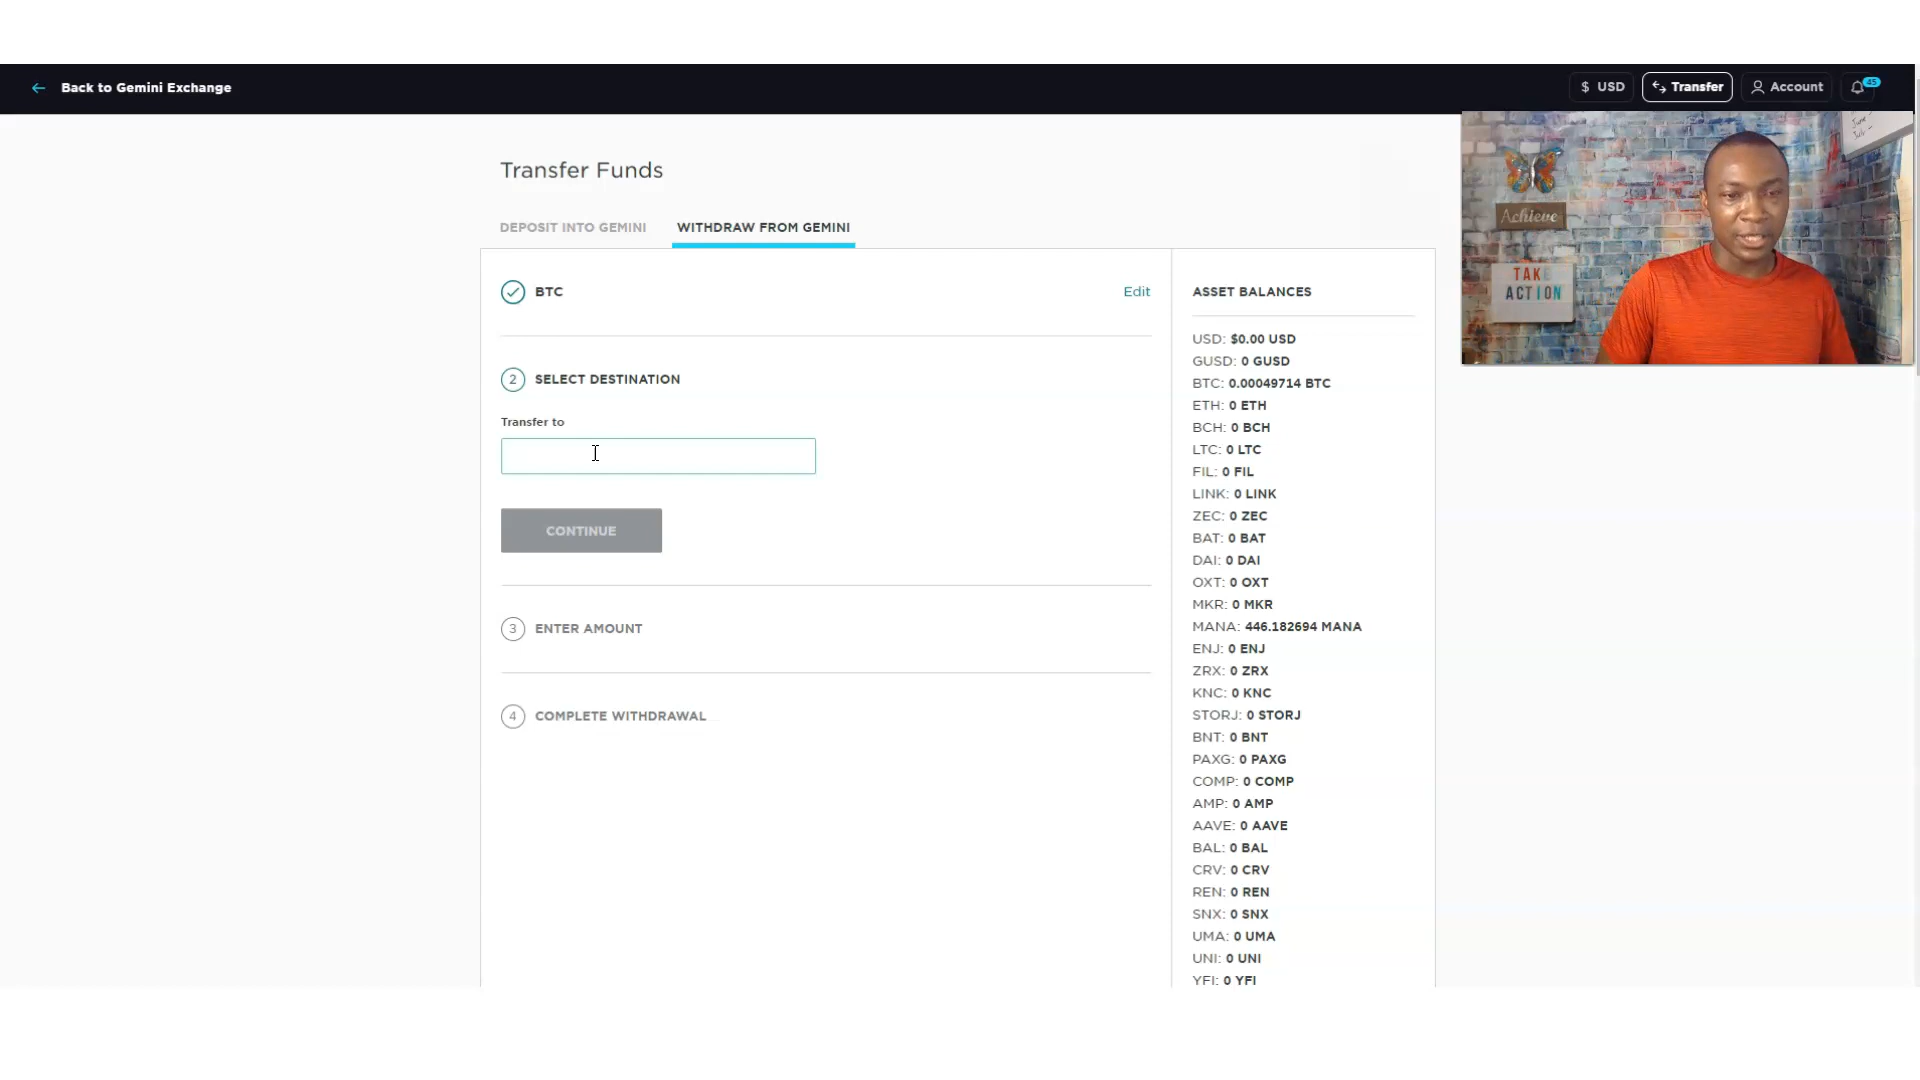 Back to Gemini Exchange
$ USD
Transfer
Account
45
June
July
Achieve
TAKE
ACTION
Transfer Funds
DEPOSIT INTO GEMINI
WITHDRAW FROM GEMINI
BTC
Edit
2 SELECT DESTINATION
Transfer to
CONTINUE
3 ENTER AMOUNT
4 COMPLETE WITHDRAWAL
ASSET BALANCES
USD: $0.00 USD
GUSD: 0 GUSD
BTC: 0.00049714 BTC
ETH: 0 ETH
BCH: 0 BCH
LTC: 0 LTC
FIL: 0 FIL
LINK: 0 LINK
ZEC: 0 ZEC
BAT: 0 BAT
DAI: 0 DAI
OXT: 0 OXT
MKR: 0 MKR
MANA: 446.182694 MANA
ENJ: 0 ENJ
ZRX: 0 ZRX
KNC: 0 KNC
STORJ: 0 STORJ
BNT: 0 BNT
PAXG: 0 PAXG
COMP: 0 COMP
AMP: 0 AMP
AAVE: 0 AAVE
BAL: 0 BAL
CRV: 0 CRV
REN: 0 REN
SNX: 0 SNX
UMA: 0 UMA
UNI: 0 UNI
YFI: 0 YFI